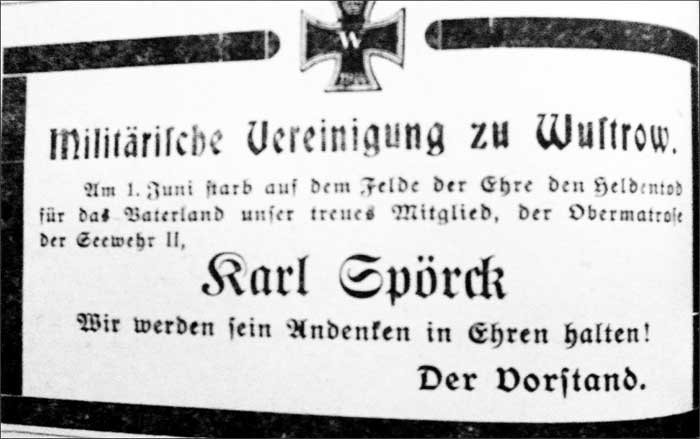 W
1914
Militärische Vereinigung zu Wustrow.
Am 1. Juni starb auf dem Felde der Ehre den Heldentod
für das Vaterland unser treues Mitglied, der Obermatrose
der Seewehr II,
Karl Spörck
Wir werden sein Andenken in Ehren halten!
Der Vorstand.